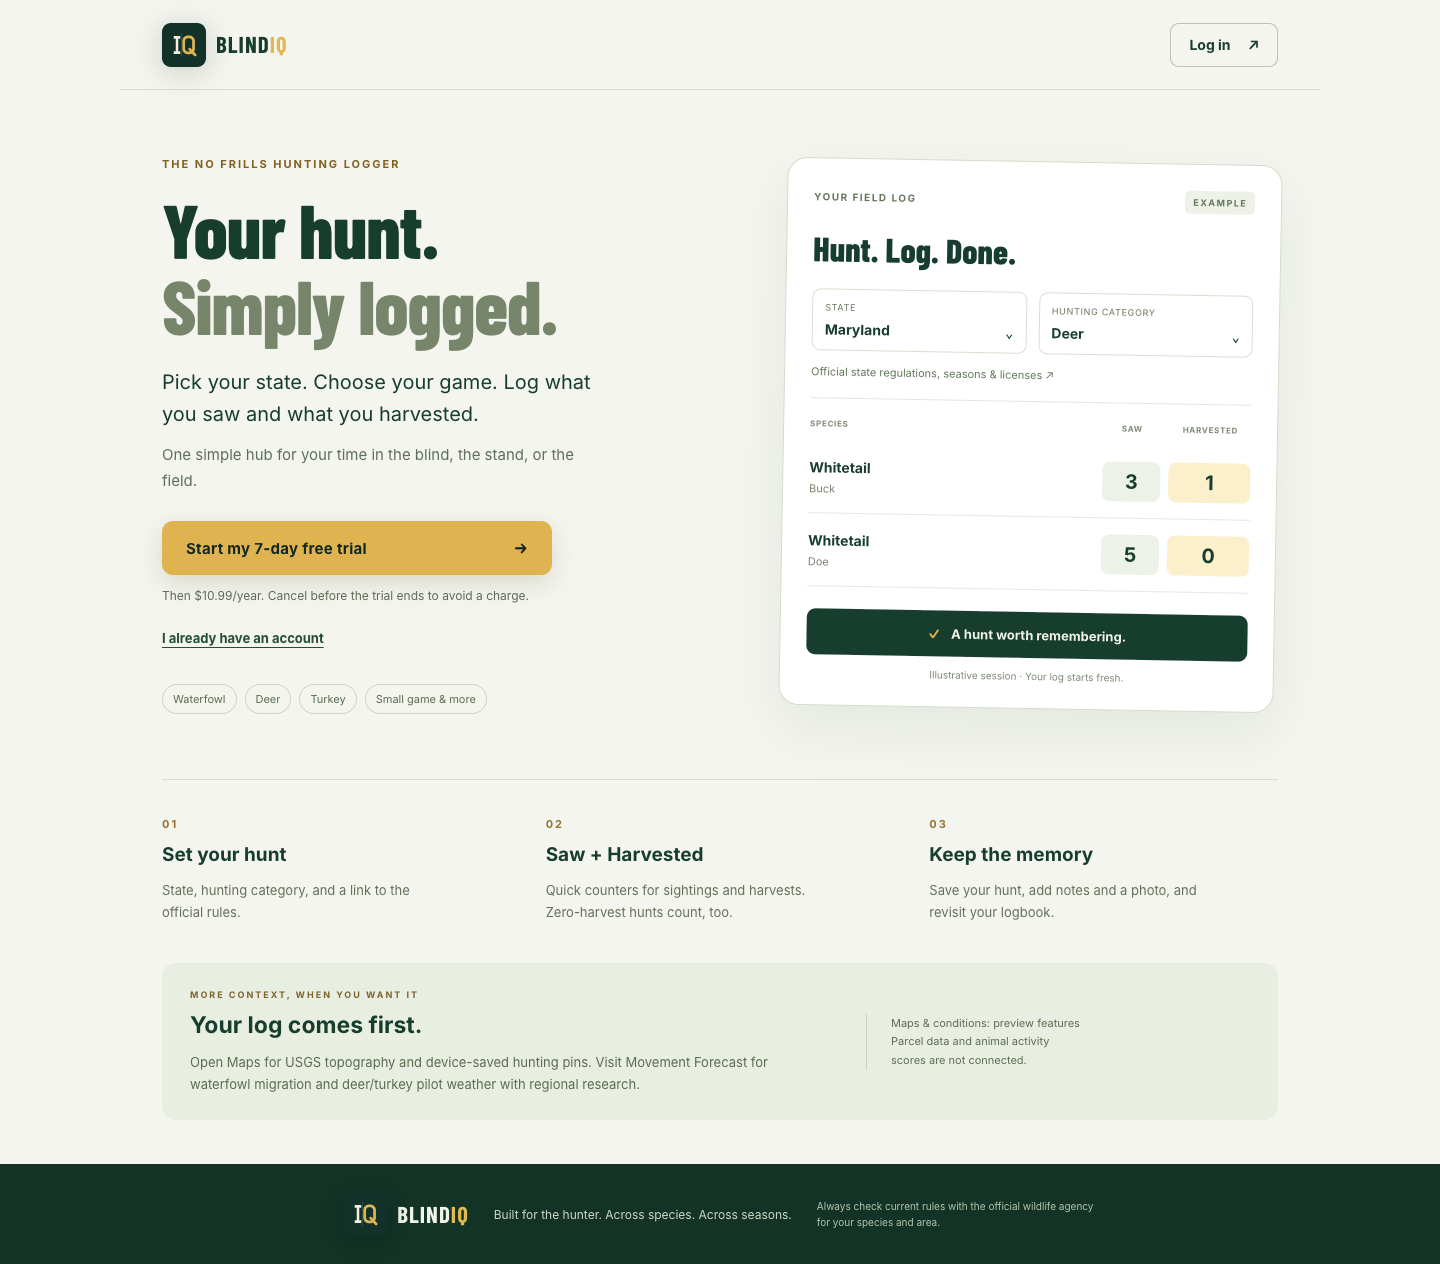 IQ BLINDIQ
Log in ↗
THE NO FRILLS HUNTING LOGGER
Your hunt.
Simply logged.
Pick your state. Choose your game. Log what
you saw and what you harvested.
One simple hub for your time in the blind, the stand, or the
field.
Start my 7-day free trial →
Then $10.99/year. Cancel before the trial ends to avoid a charge.
I already have an account
Waterfowl Deer Turkey Small game & more
YOUR FIELD LOG EXAMPLE
Hunt. Log. Done.
STATE
Maryland
HUNTING CATEGORY
Deer
Official state regulations, seasons & licenses ↗
SPECIES SAW HARVESTED
Whitetail
Buck
3 1
Whitetail
Doe
5 0
✓ A hunt worth remembering.
Illustrative session · Your log starts fresh.
01
Set your hunt
State, hunting category, and a link to the
official rules.
02
Saw + Harvested
Quick counters for sightings and harvests.
Zero-harvest hunts count, too.
03
Keep the memory
Save your hunt, add notes and a photo, and
revisit your logbook.
MORE CONTEXT, WHEN YOU WANT IT
Your log comes first.
Open Maps for USGS topography and device-saved hunting pins. Visit Movement Forecast for
waterfowl migration and deer/turkey pilot weather with regional research.
Maps & conditions: preview features
Parcel data and animal activity
scores are not connected.
IQ BLINDIQ
Built for the hunter. Across species. Across seasons.
Always check current rules with the official wildlife agency
for your species and area.